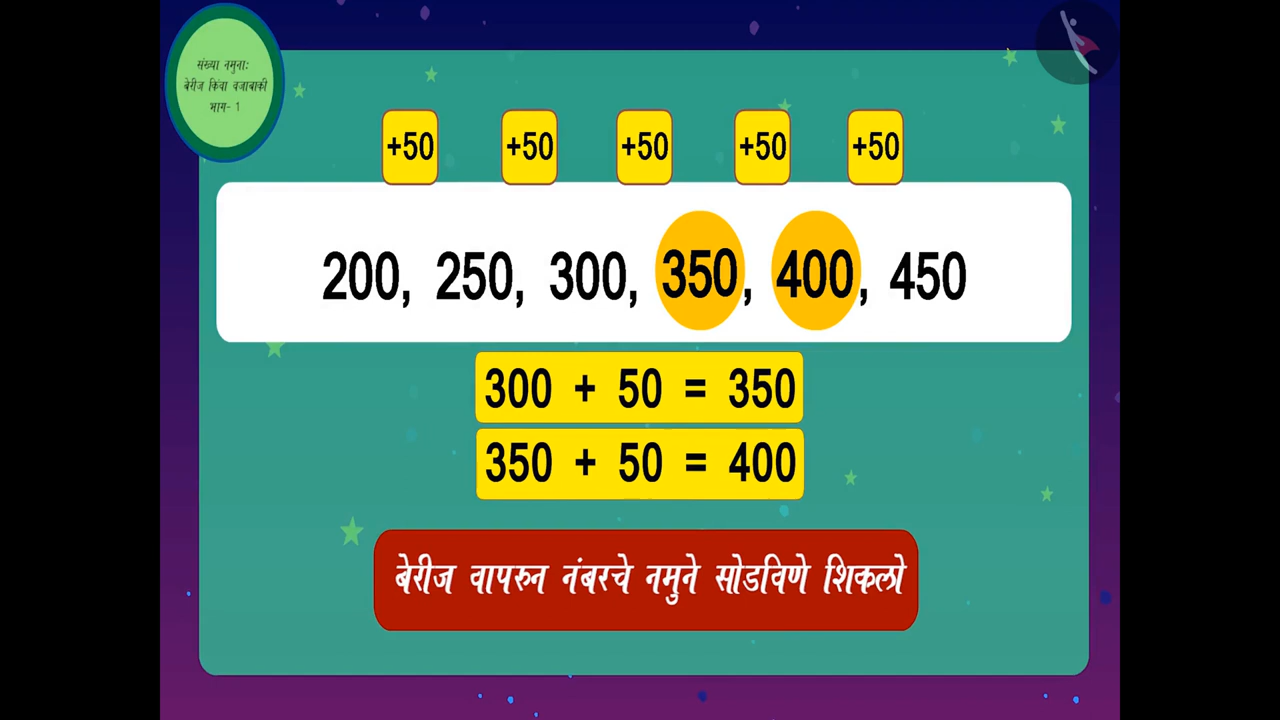 संख्या नमुनाः
बेरीज किंवा वजाबाकी
भाग- 1
+50 +50 +50 +50 +50
200, 250, 300, 350, 400, 450
300 + 50 = 350
350 + 50 = 400
बेरीज वापरुन नंबरचे नमुने सोडविणे शिकलो